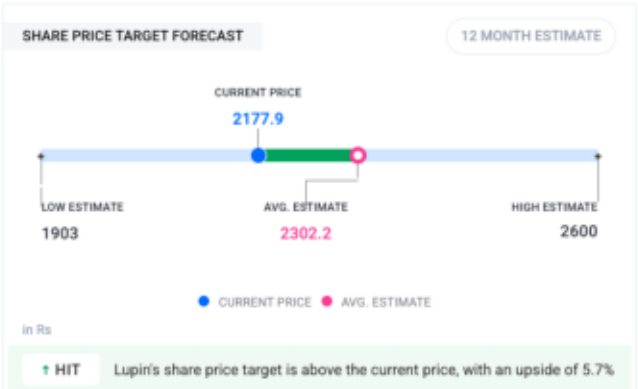 SHARE PRICE TARGET FORECAST
12 MONTH ESTIMATE
CURRENT PRICE
2177.9
LOW ESTIMATE
AVG. ESTIMATE
HIGH ESTIMATE
1903
2302.2
2600
CURRENT PRICE
AVG. ESTIMATE
in Rs
↑ HIT
Lupin's share price target is above the current price, with an upside of 5.7%